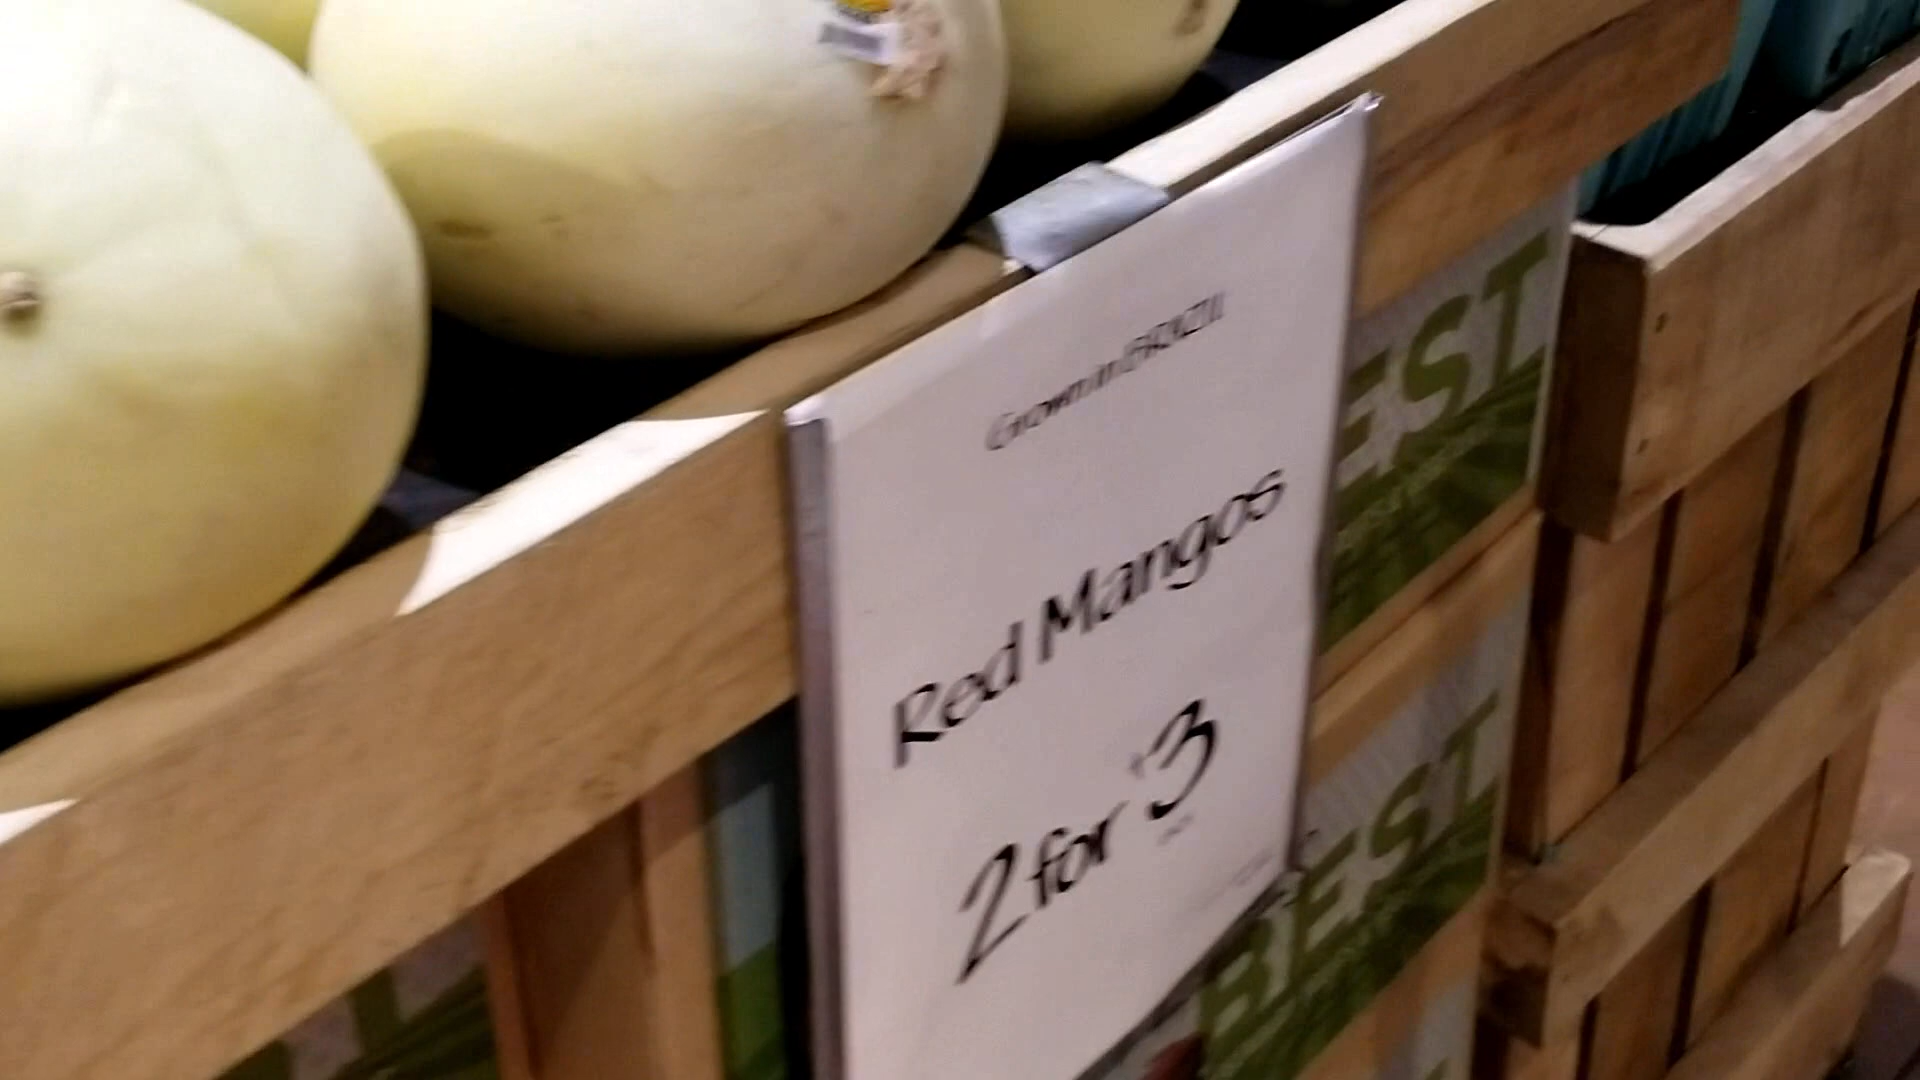 Grown in BRAZIL
Red Mangos
2 for $3
BEST
BEST